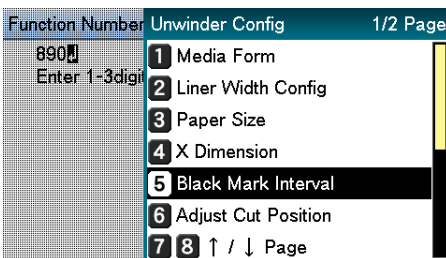 Function Number
890
Enter 1-3digi
Unwinder Config 1/2 Page
1 Media Form
2 Liner Width Config
3 Paper Size
4 X Dimension
5 Black Mark Interval
6 Adjust Cut Position
7 8 ↑ / ↓ Page